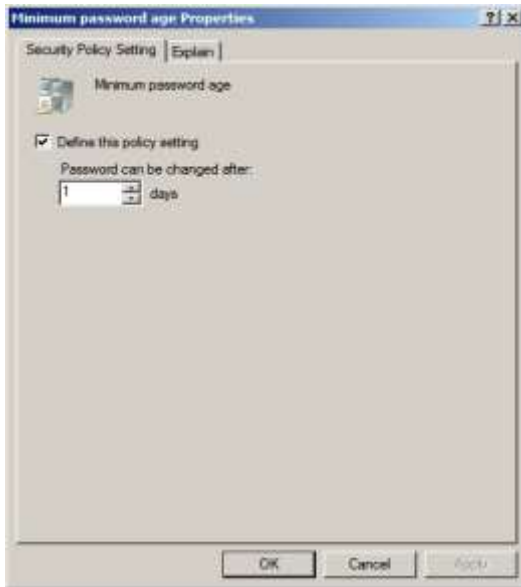 Minimum password age Properties
Security Policy Setting Explain
Minimum password age
Define this policy setting
Password can be changed after:
1 days
OK Cancel Apply